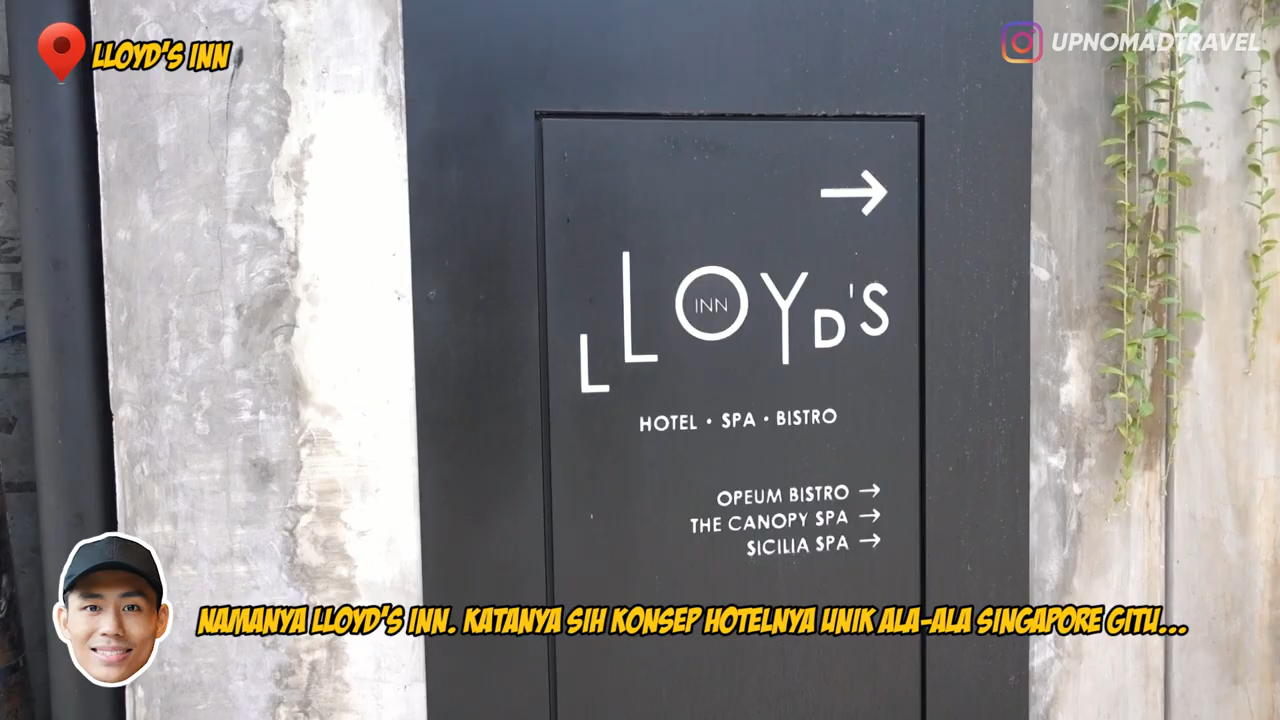 LLOYD'S INN
UPNOMADTRAVEL
→
LLOYD'S
INN
HOTEL • SPA • BISTRO
OPEUM BISTRO →
THE CANOPY SPA →
SICILIA SPA →
NAMANYA LLOYD'S INN. KATANYA SIH KONSEP HOTELNYA UNIK ALA-ALA SINGAPORE GITU...